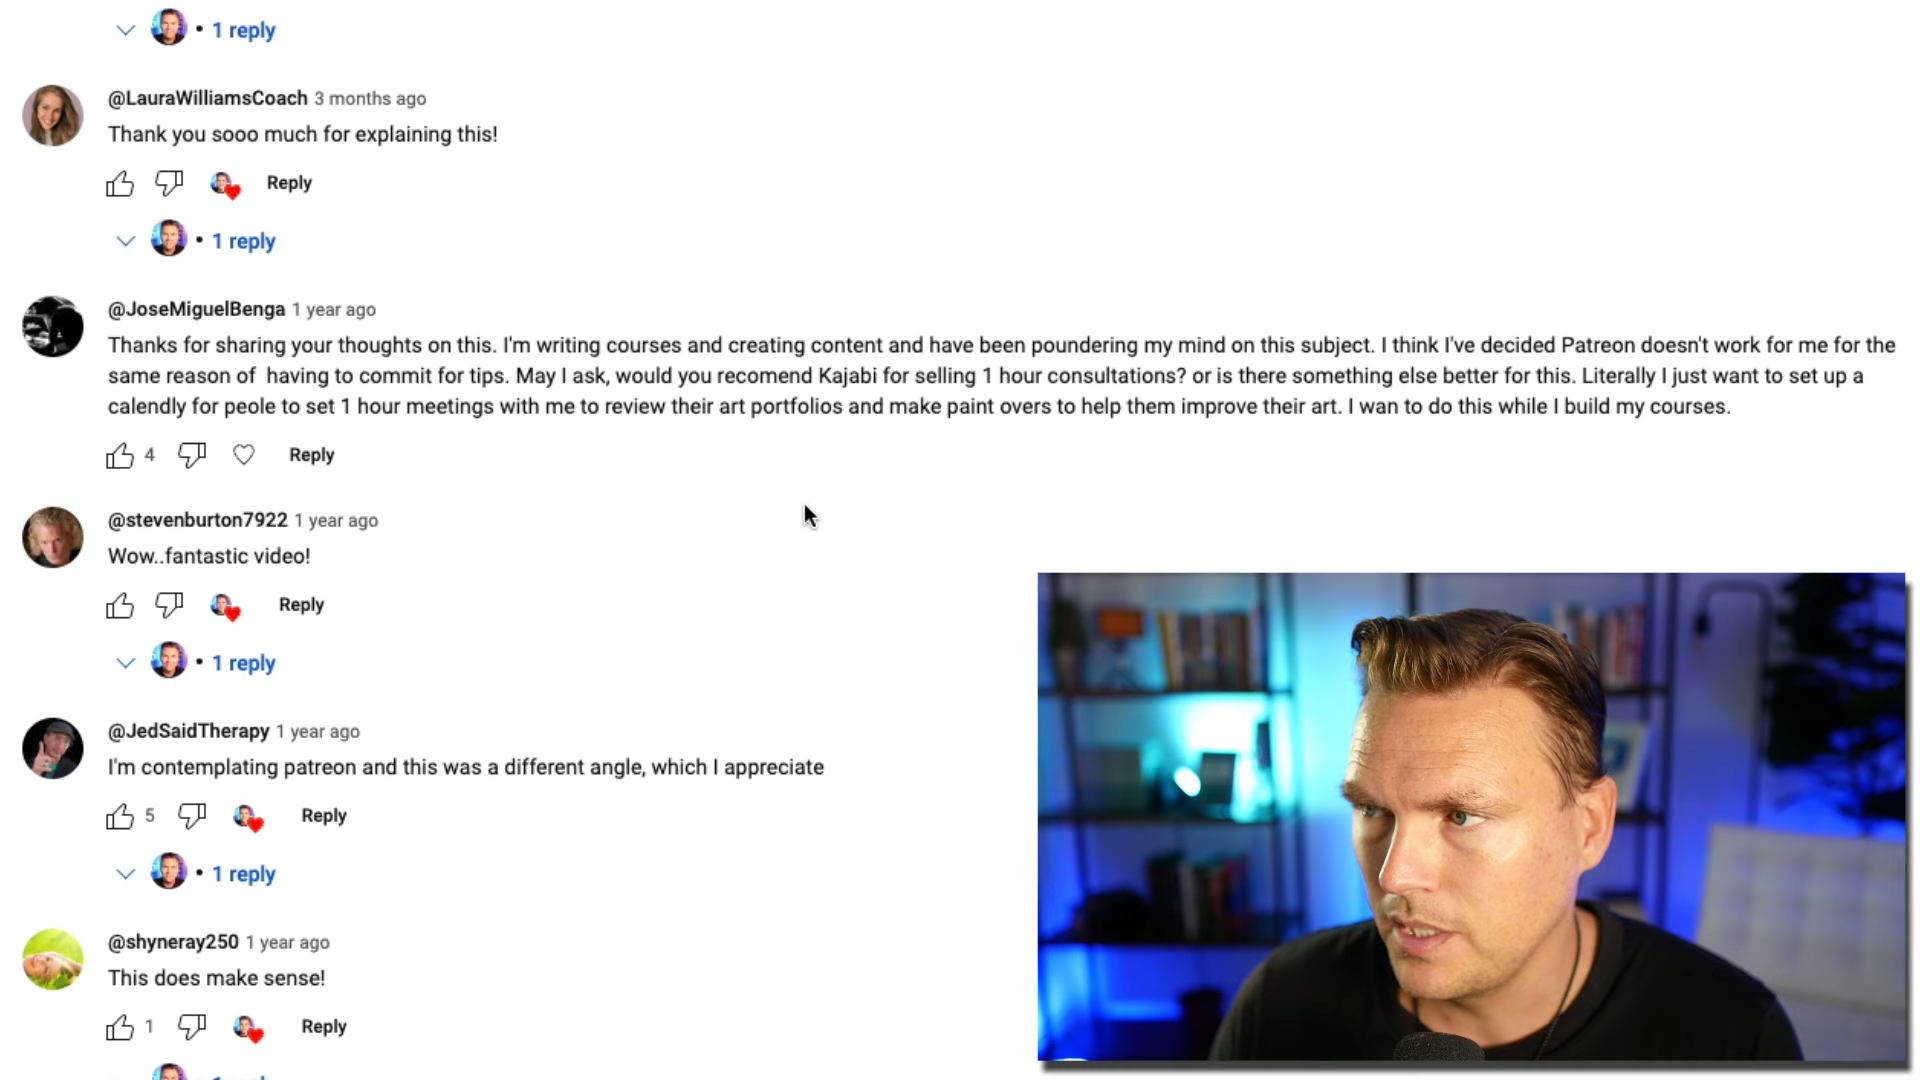 1 reply
@LauraWilliamsCoach 3 months ago
Thank you sooo much for explaining this!
Reply
1 reply
@JoseMiguelBenga 1 year ago
Thanks for sharing your thoughts on this. I'm writing courses and creating content and have been poundering my mind on this subject. I think I've decided Patreon doesn't work for me for the
same reason of  having to commit for tips. May I ask, would you recomend Kajabi for selling 1 hour consultations? or is there something else better for this. Literally I just want to set up a
calendly for peole to set 1 hour meetings with me to review their art portfolios and make paint overs to help them improve their art. I wan to do this while I build my courses.
4 Reply
@stevenburton7922 1 year ago
Wow..fantastic video!
Reply
1 reply
@JedSaidTherapy 1 year ago
I'm contemplating patreon and this was a different angle, which I appreciate
5 Reply
1 reply
@shyneray250 1 year ago
This does make sense!
1 Reply